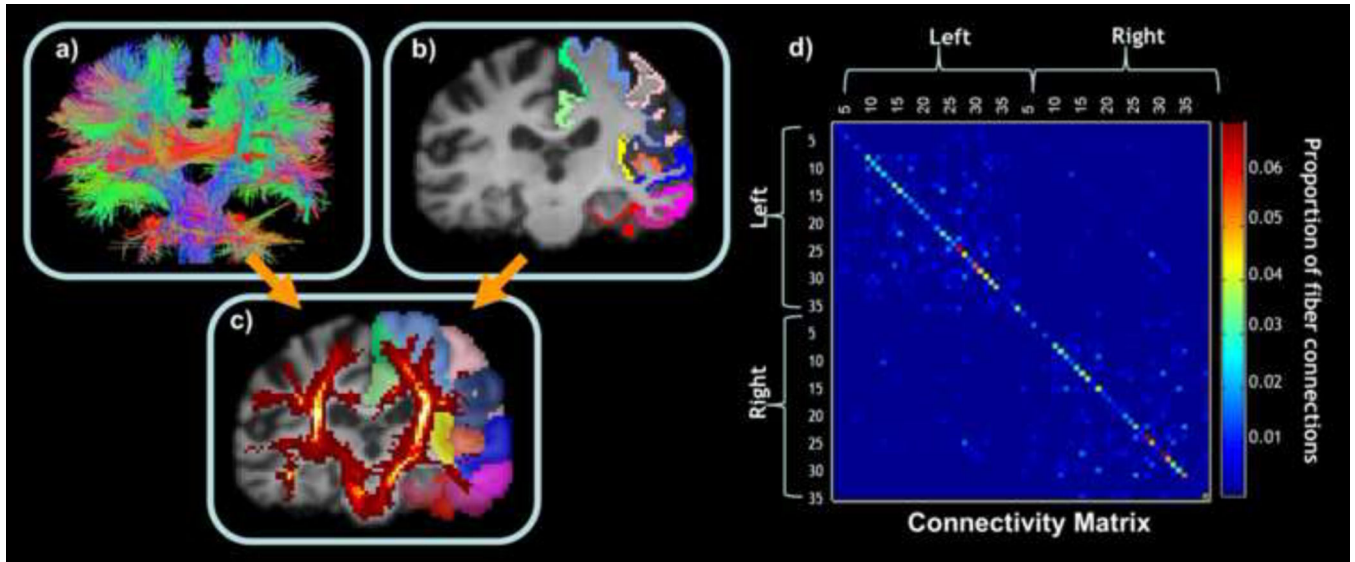 a)
b)
c)
d)
Left Right
5 10 15 20 25 30 35 5 10 15 20 25 30 35
Left
5
10
15
20
25
30
35
Right
5
10
15
20
25
30
35
0.06
0.05
0.04
0.03
0.02
0.01
Proportion of fiber connections
Connectivity Matrix